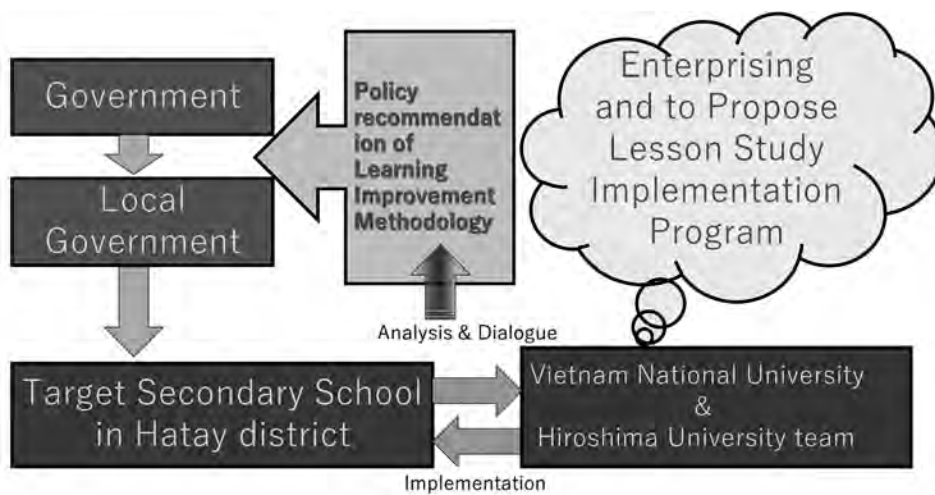 Government
Local
Government
Policy
recommendat
ion of
Learning
Improvement
Methodology
Enterprising
and to Propose
Lesson Study
Implementation
Program
Analysis & Dialogue
Target Secondary School
in Hatay district
Vietnam National University
&
Hiroshima University team
Implementation